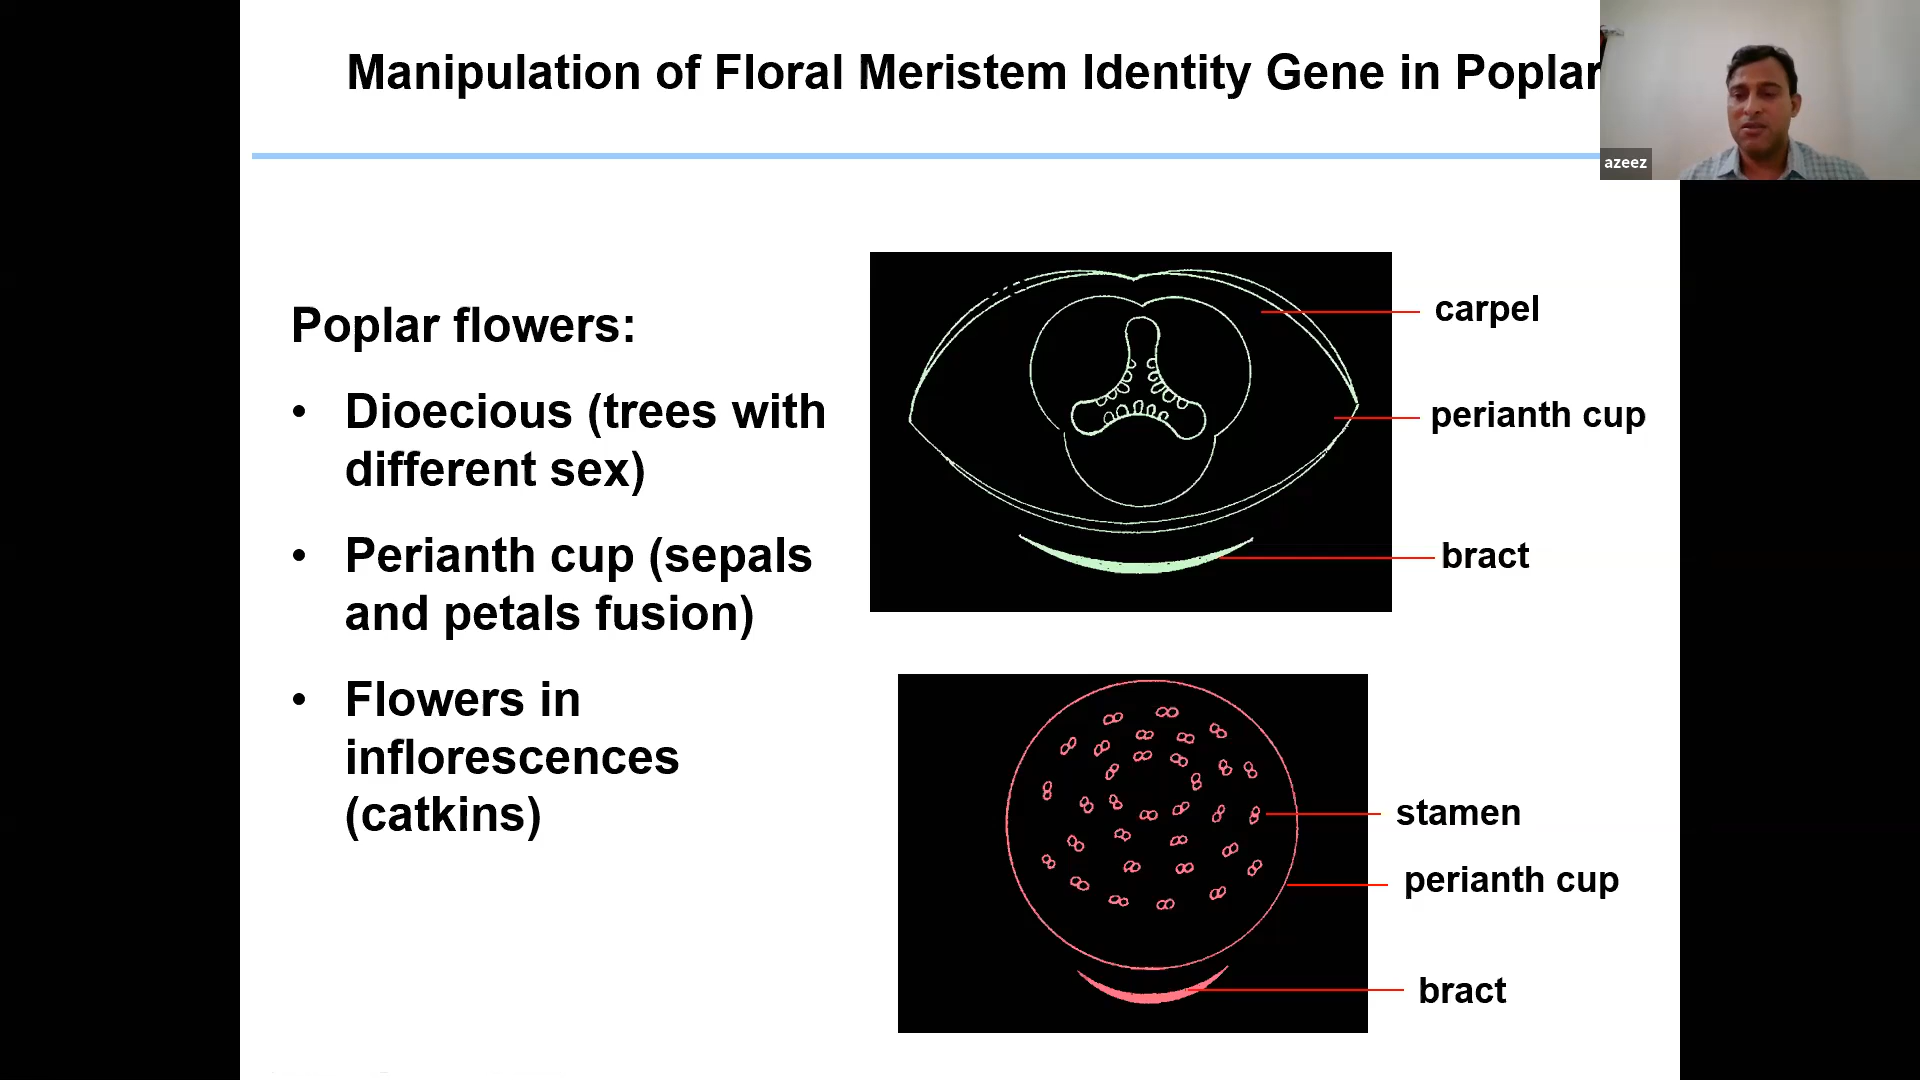 Manipulation of Floral Meristem Identity Gene in Poplar
azeez
Poplar flowers:
• Dioecious (trees with
different sex)
• Perianth cup (sepals
and petals fusion)
• Flowers in
inflorescences
(catkins)
carpel
perianth cup
bract
stamen
perianth cup
bract